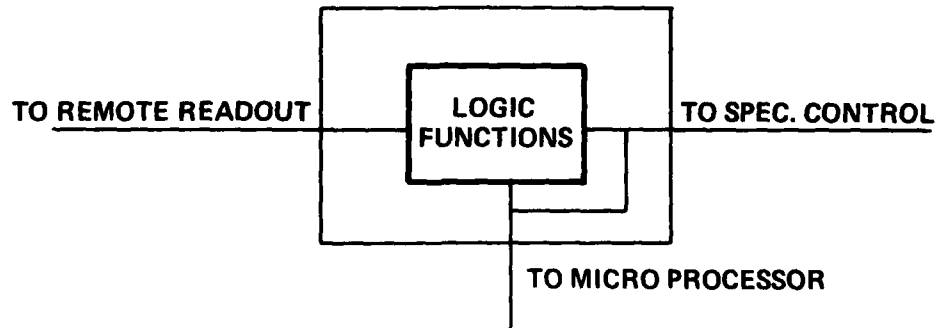 TO REMOTE READOUT
LOGIC
FUNCTIONS
TO SPEC. CONTROL
TO MICRO PROCESSOR